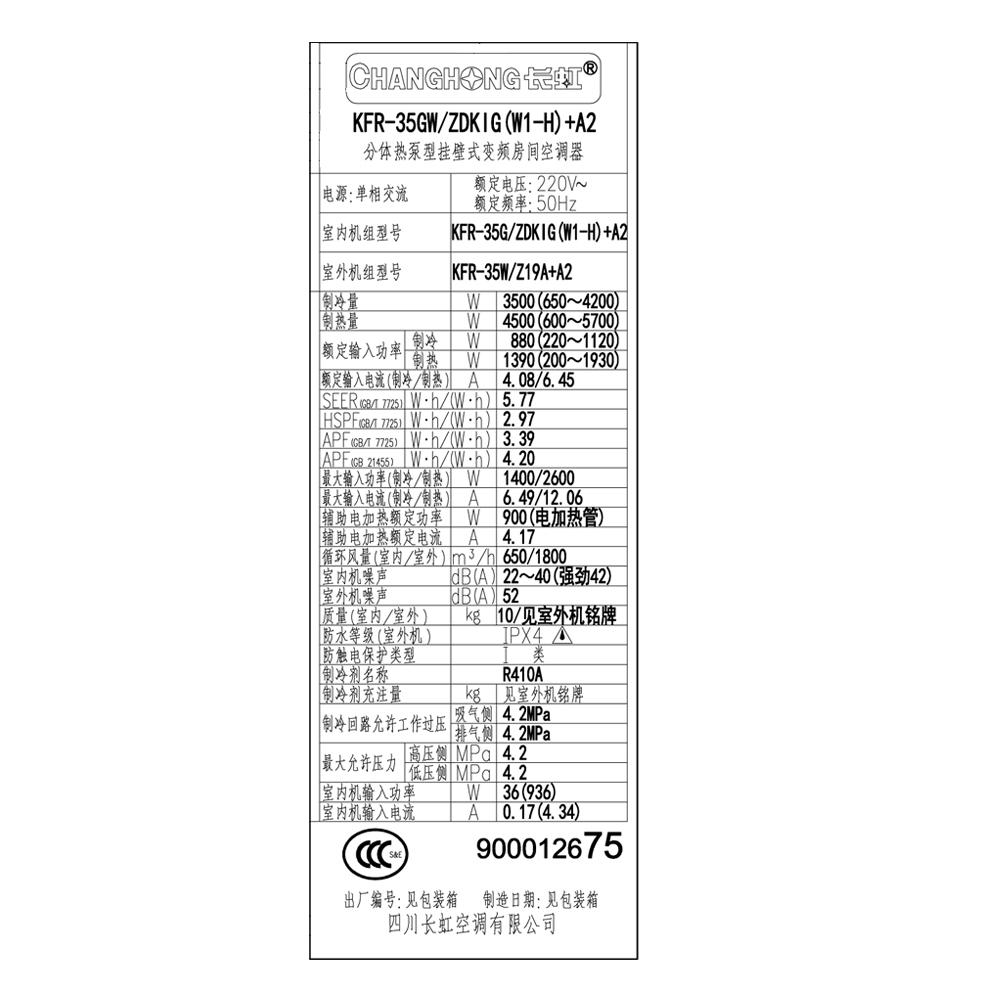 CHANGHONG 长虹®
KFR-35GW/ZDKIG(W1-H)+A2
分体热泵型挂壁式变频房间空调器
电源:单相交流 额定电压:220V~
额定频率:50Hz
室内机组型号 KFR-35G/ZDKIG(W1-H)+A2
室外机组型号 KFR-35W/Z19A+A2
制冷量 W 3500(650~4200)
制热量 W 4500(600~5700)
额定输入功率 制冷 W 880(220~1120)
制热 W 1390(200~1930)
额定输入电流(制冷/制热) A 4.08/6.45
SEER(GB/T 7725) W·h/(W·h) 5.77
HSPF(GB/T 7725) W·h/(W·h) 2.97
APF(GB/T 7725) W·h/(W·h) 3.39
APF(GB 21455) W·h/(W·h) 4.20
最大输入功率(制冷/制热) W 1400/2600
最大输入电流(制冷/制热) A 6.49/12.06
辅助电加热额定功率 W 900(电加热管)
辅助电加热额定电流 A 4.17
循环风量(室内/室外) m³/h 650/1800
室内机噪声 dB(A) 22~40(强劲42)
室外机噪声 dB(A) 52
质量(室内/室外) kg 10/见室外机铭牌
防水等级(室外机) IPX4
防触电保护类型 I 类
制冷剂名称 R410A
制冷剂充注量 kg 见室外机铭牌
制冷回路允许工作过压 吸气侧 4.2MPa
排气侧 4.2MPa
最大允许压力 高压侧 MPa 4.2
低压侧 MPa 4.2
室内机输入功率 W 36(936)
室内机输入电流 A 0.17(4.34)
CCC S&E 900012675
出厂编号:见包装箱 制造日期:见包装箱
四川长虹空调有限公司